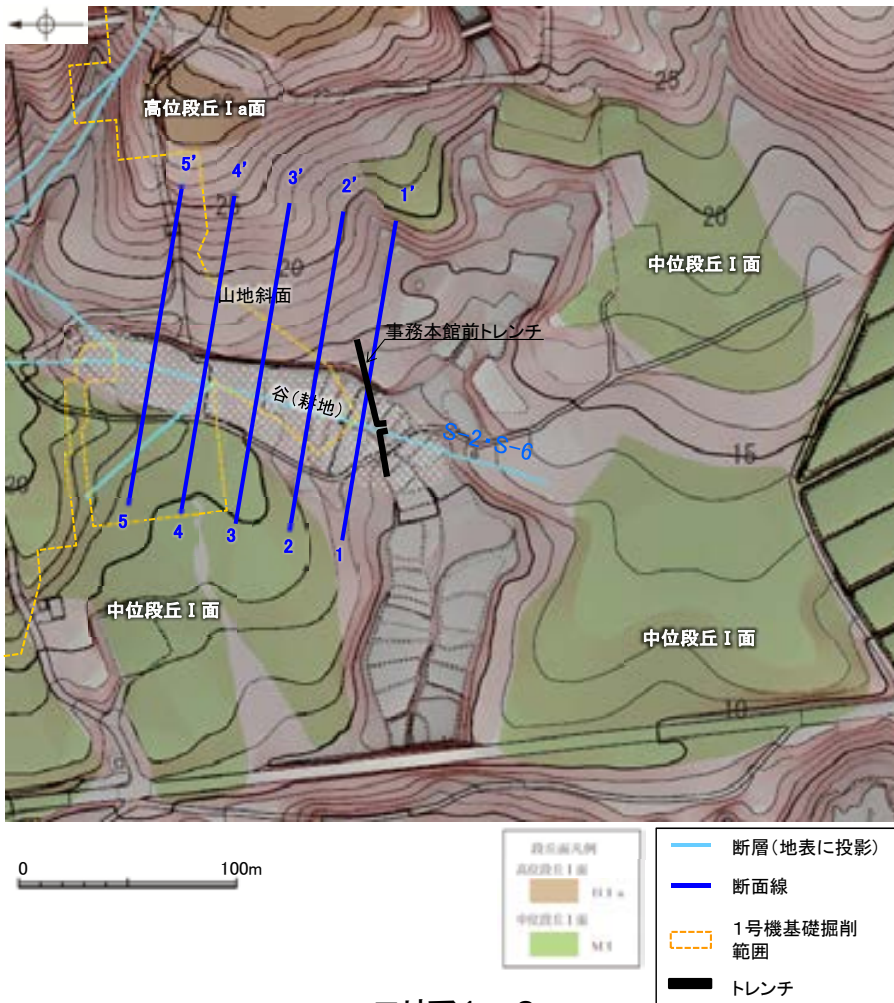 高位段丘Ⅰa面
25
5'
4'
3'
2'
1'
25
20
20
中位段丘Ⅰ面
山地斜面
事務本館前トレンチ
谷(耕地)
S-2・S-6
15
20
5
4
3
2
1
中位段丘Ⅰ面
中位段丘Ⅰ面
10
0 100m
段丘面凡例
高位段丘Ⅰ面
HⅠa
中位段丘Ⅰ面
MⅠ
断層(地表に投影)
断面線
1号機基礎掘削
範囲
トレンチ